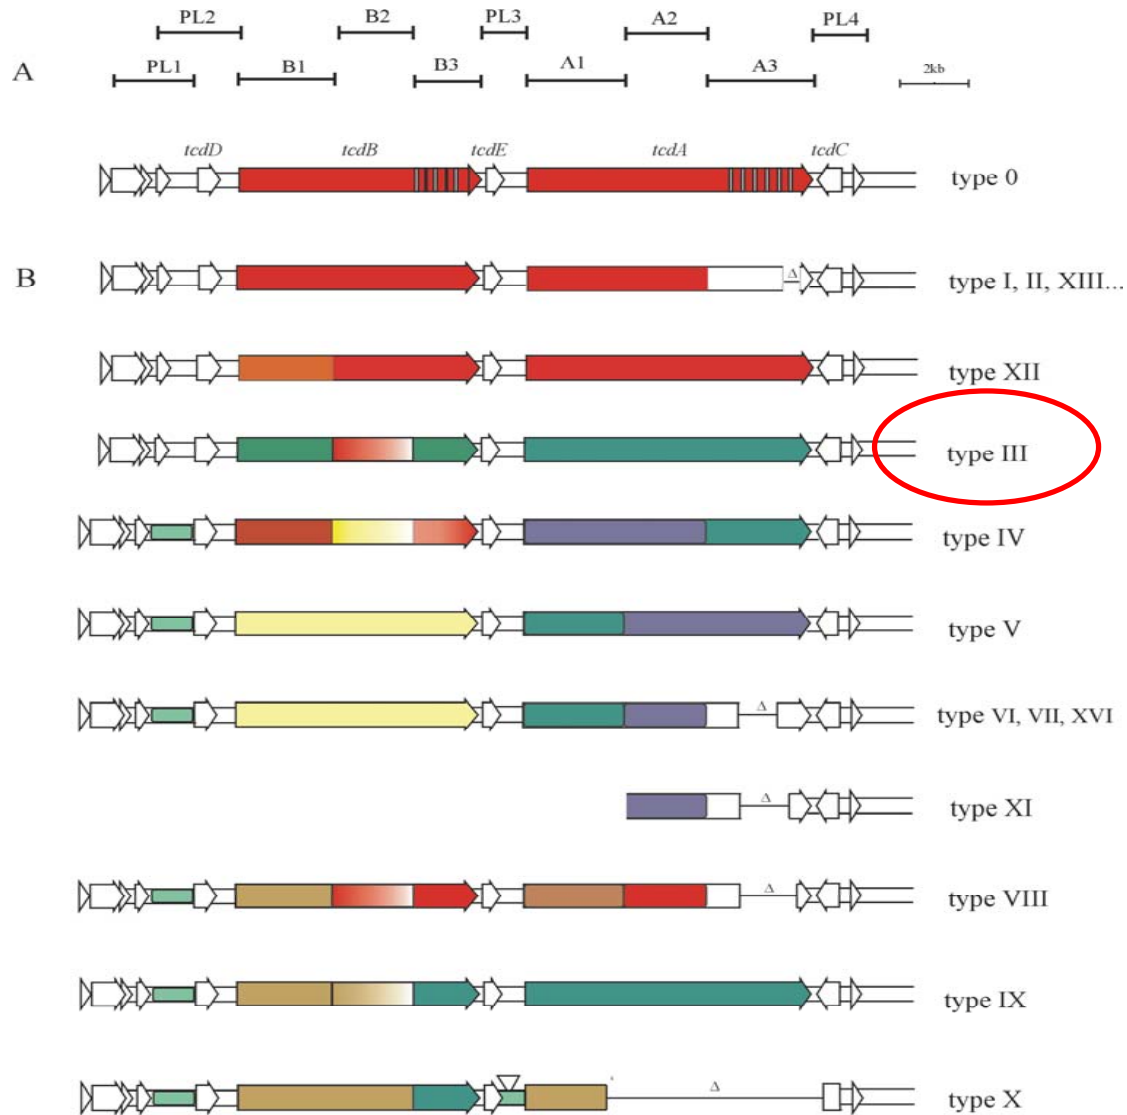 PL2 B2 PL3 A2 PL4
A PL1 B1 B3 A1 A3 2kb
tcdD tcdB tcdE tcdA tcdC
type 0
B Δ type I, II, XIII...
type XII
type III
type IV
type V
Δ type VI, VII, XVI
Δ type XI
Δ type VIII
type IX
Δ type X